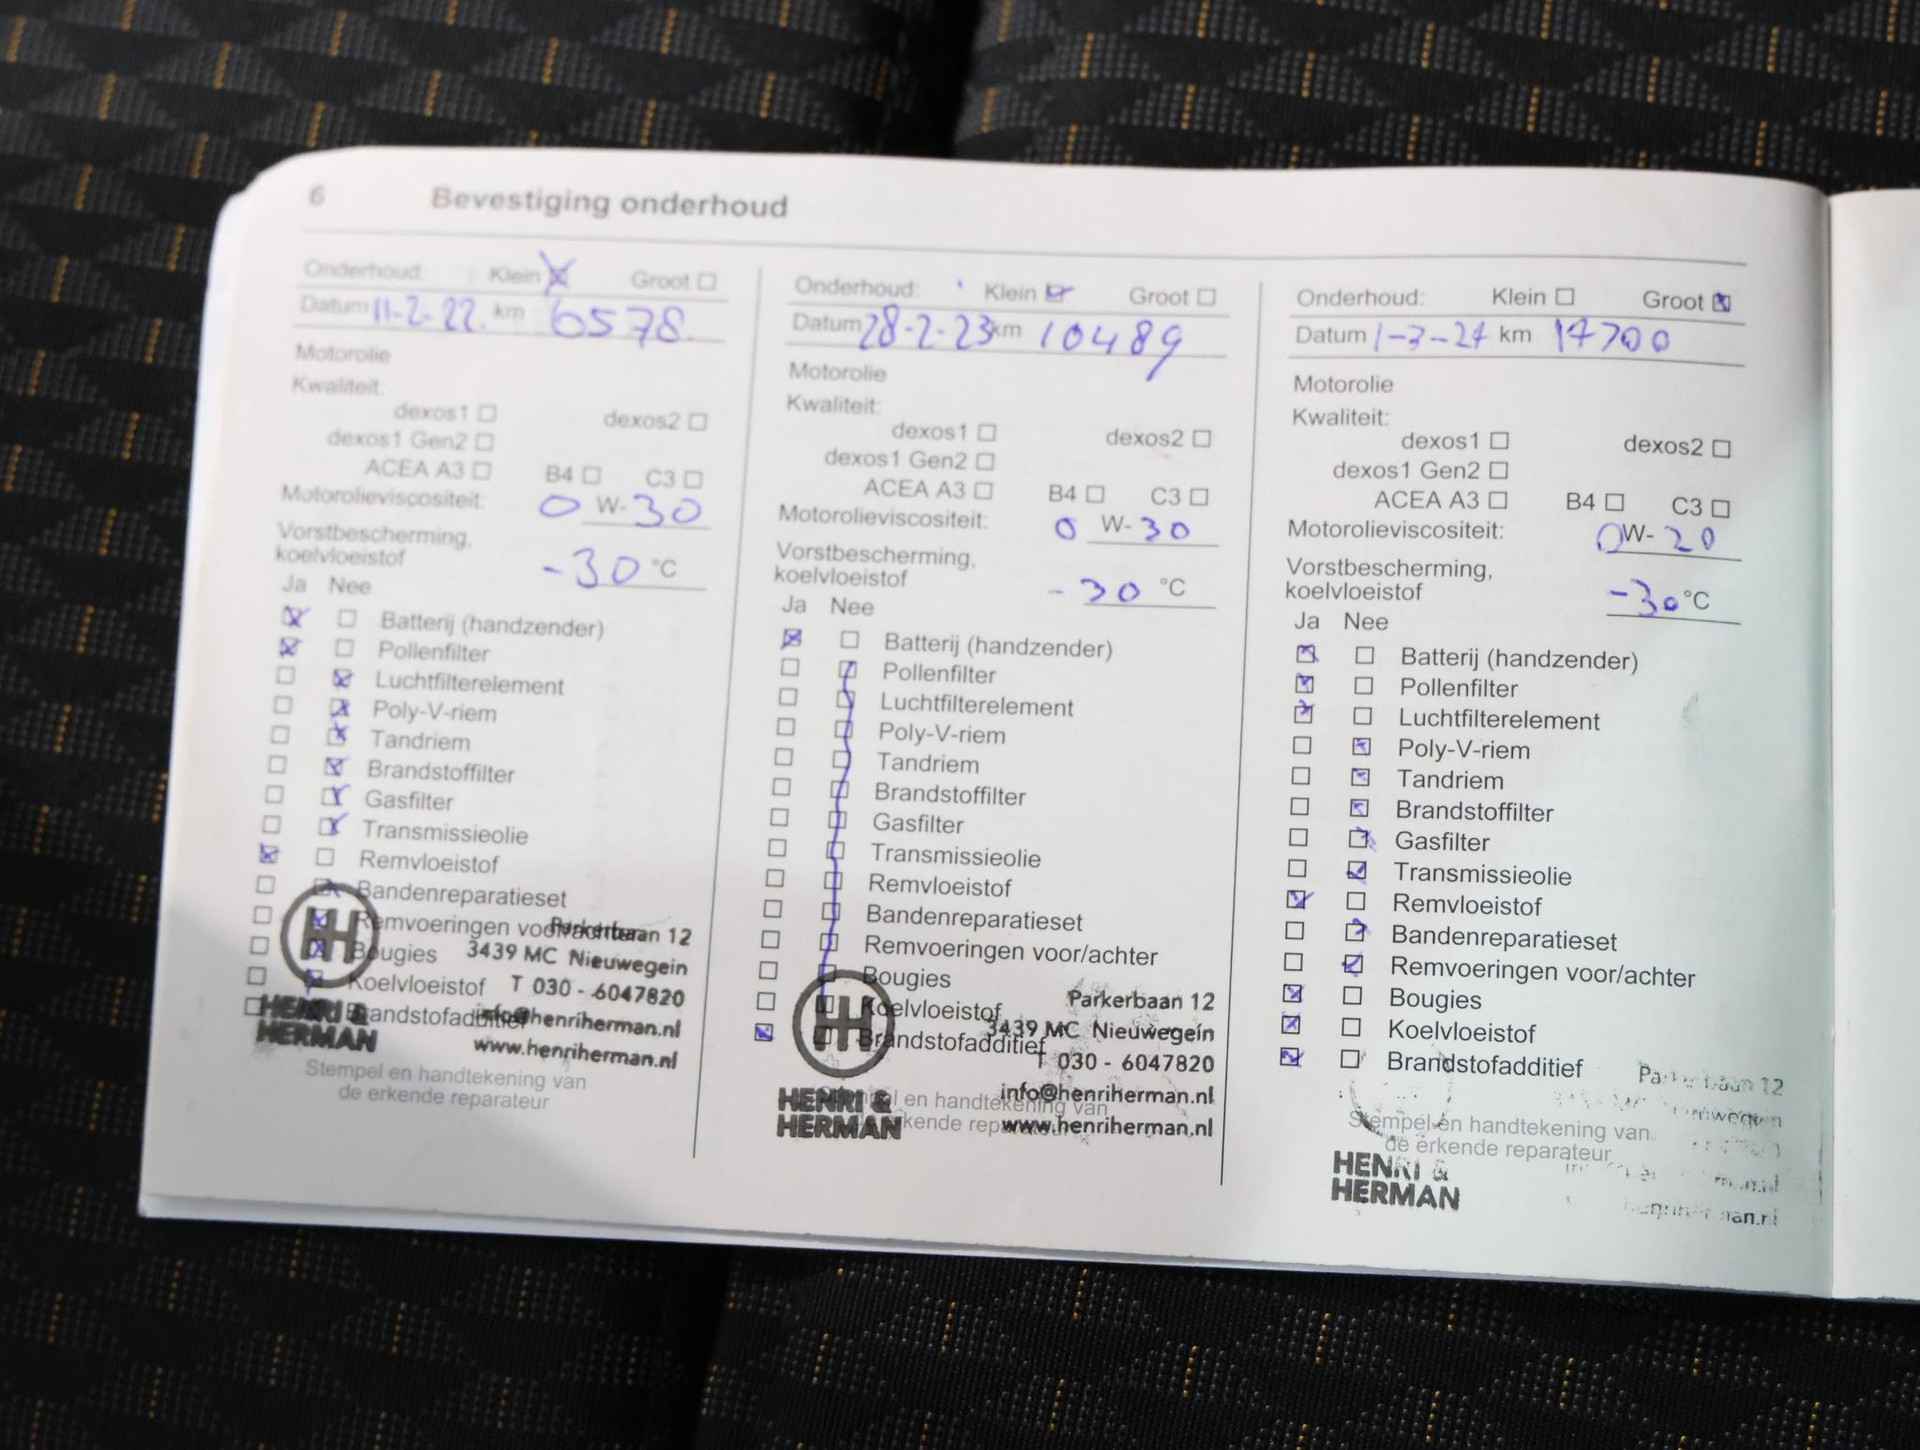 6 Bevestiging onderhoud
Onderhoud: Klein Groot
Datum 11-2-22. km 6578.
Motorolie
Kwaliteit:
dexos1 dexos2
dexos1 Gen2
ACEA A3 B4 C3
Motorolieviscositeit: 0 W- 30
Vorstbescherming,
koelvloeistof -30 °C
Ja Nee
Batterij (handzender)
Pollenfilter
Luchtfilterelement
Poly-V-riem
Tandriem
Brandstoffilter
Gasfilter
Transmissieolie
Remvloeistof
Bandenreparatieset
Remvoeringen voor/achter
Bougies
Koelvloeistof
Brandstofadditief
Parkerbaan 12
3439 MC Nieuwegein
T 030 - 6047820
info@henriherman.nl
www.henriherman.nl
HENRI &
HERMAN
Stempel en handtekening van
de erkende reparateur
Onderhoud: Klein Groot
Datum 28-2-23 km 10489
Motorolie
Kwaliteit:
dexos1 dexos2
dexos1 Gen2
ACEA A3 B4 C3
Motorolieviscositeit: 0 W- 30
Vorstbescherming,
koelvloeistof -30 °C
Ja Nee
Batterij (handzender)
Pollenfilter
Luchtfilterelement
Poly-V-riem
Tandriem
Brandstoffilter
Gasfilter
Transmissieolie
Remvloeistof
Bandenreparatieset
Remvoeringen voor/achter
Bougies
Koelvloeistof
Brandstofadditief
Parkerbaan 12
3439 MC Nieuwegein
T 030 - 6047820
info@henriherman.nl
www.henriherman.nl
HENRI &
HERMAN
en handtekening van
kende reparateur
Onderhoud: Klein Groot
Datum 1-3-24 km 17700
Motorolie
Kwaliteit:
dexos1 dexos2
dexos1 Gen2
ACEA A3 B4 C3
Motorolieviscositeit: 0 W- 20
Vorstbescherming,
koelvloeistof -30 °C
Ja Nee
Batterij (handzender)
Pollenfilter
Luchtfilterelement
Poly-V-riem
Tandriem
Brandstoffilter
Gasfilter
Transmissieolie
Remvloeistof
Bandenreparatieset
Remvoeringen voor/achter
Bougies
Koelvloeistof
Brandstofadditief
Parkerbaan 12
Stempel en handtekening van
de erkende reparateur
HENRI &
HERMAN